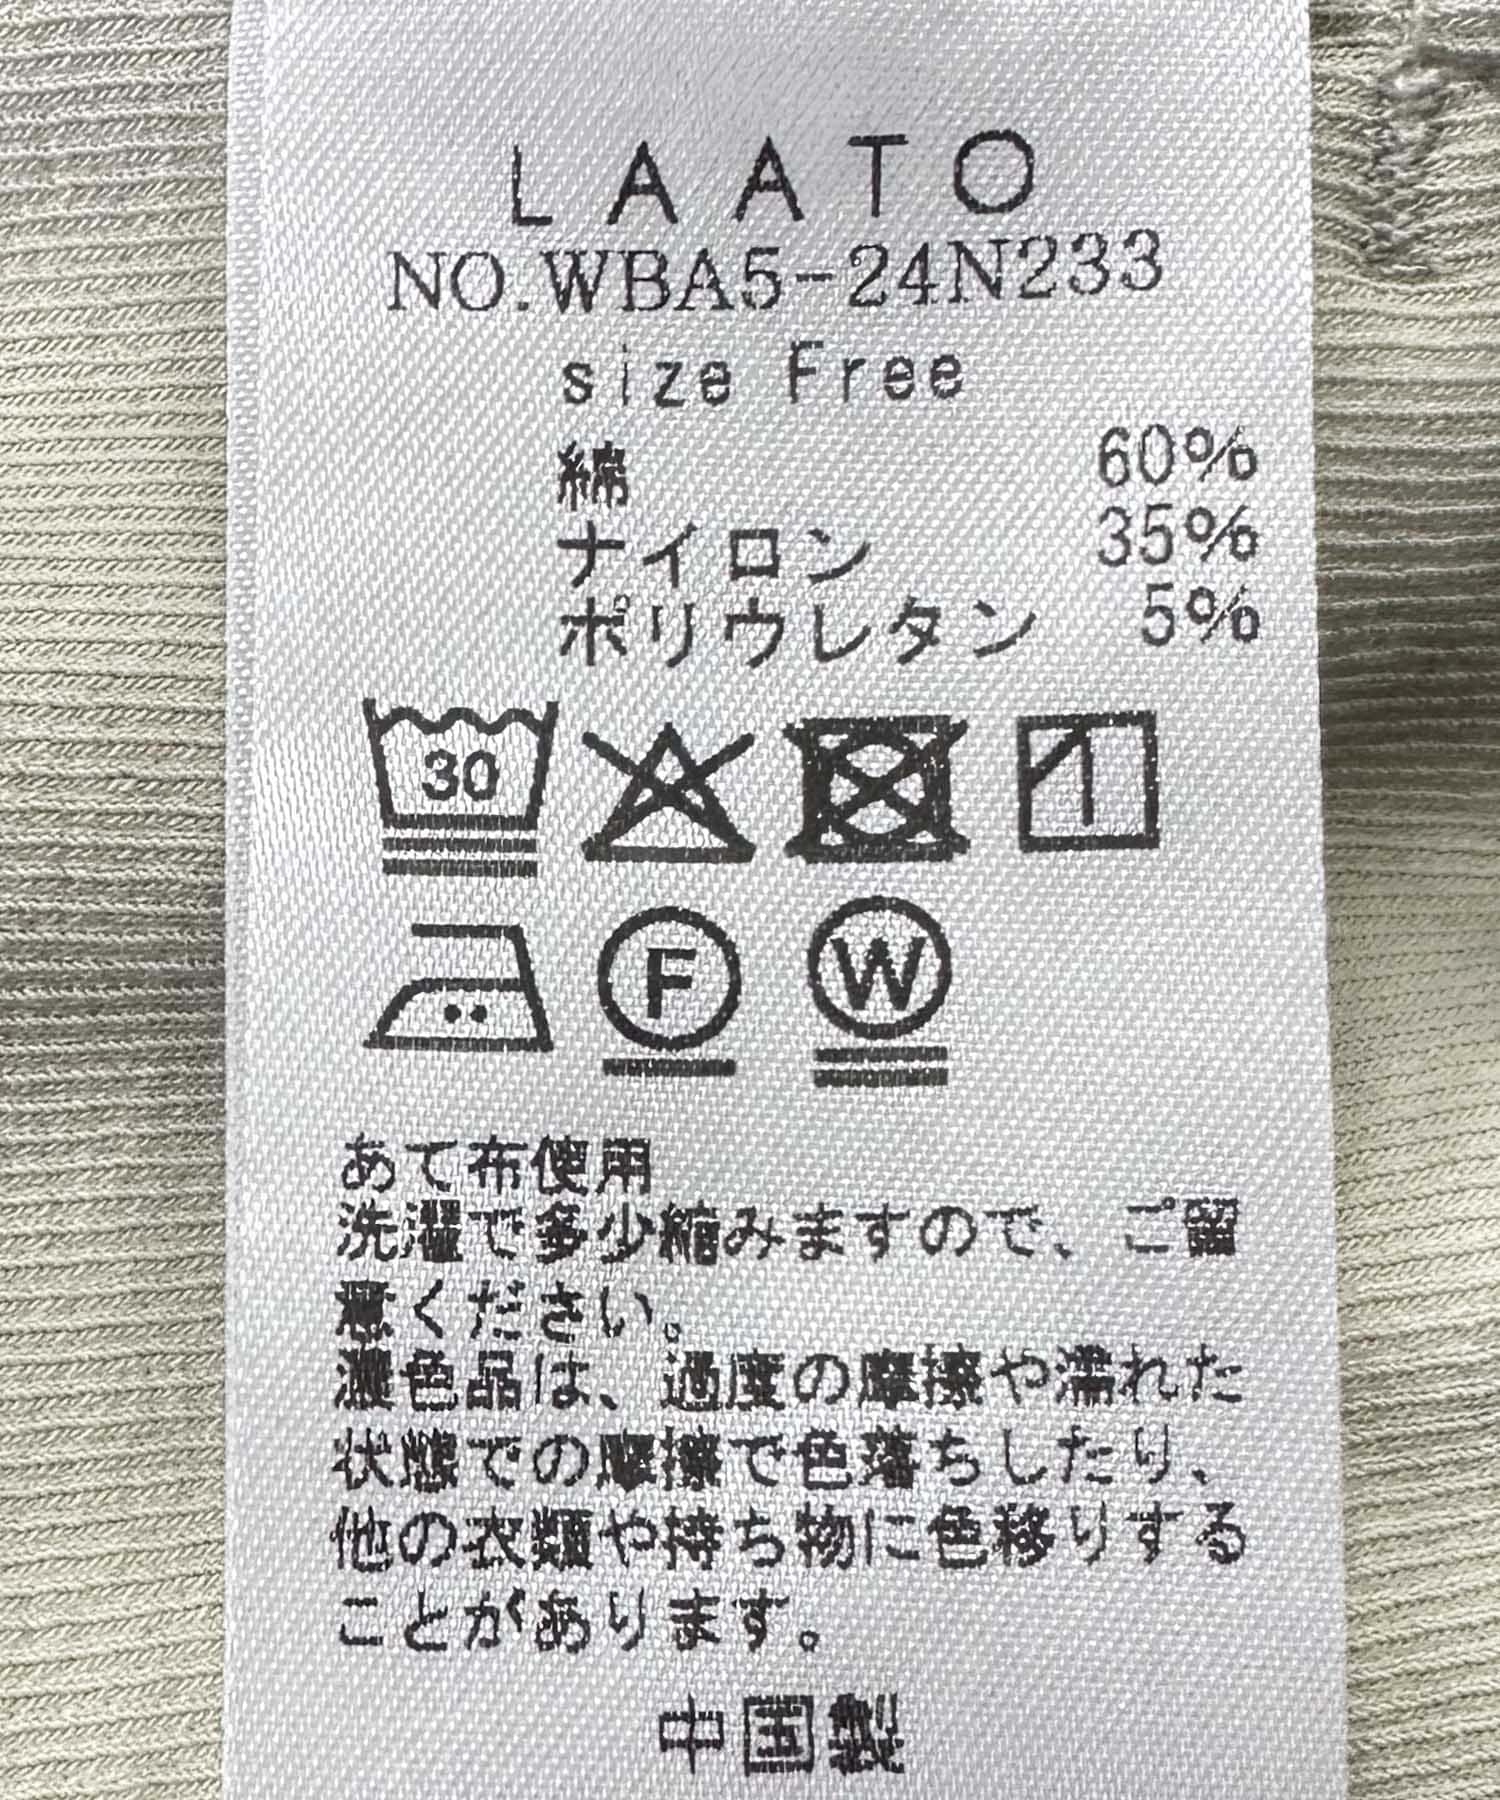 LAATO
NO.WBA5-24N233
size Free
綿 60%
ナイロン 35%
ポリウレタン 5%
30
F W
あて布使用
洗濯で多少縮みますので、ご留
意ください。
濃色品は、過度の摩擦や濡れた
状態での摩擦で色落ちしたり、
他の衣類や持ち物に色移りする
ことがあります。
中国製